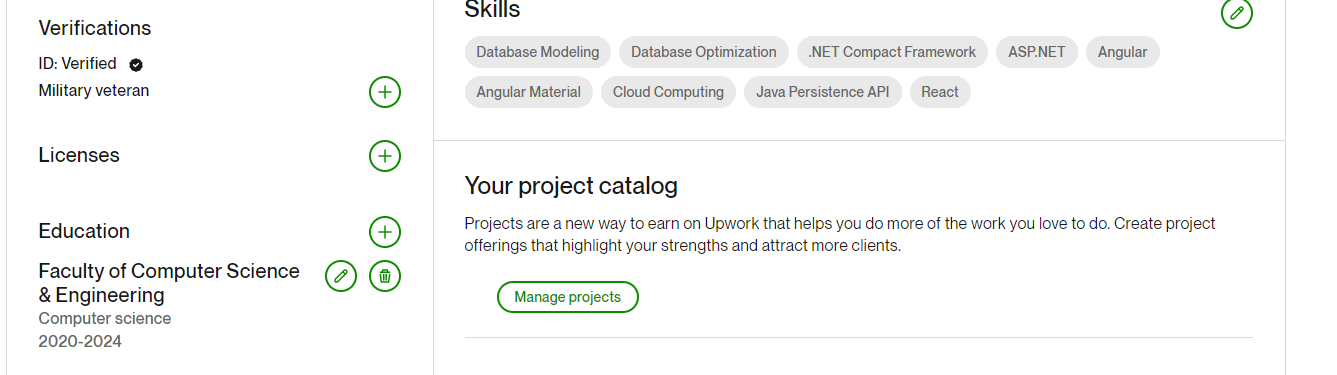 Verifications
ID: Verified
Military veteran
Licenses
Education
Faculty of Computer Science
& Engineering
Computer science
2020-2024
Skills
Database Modeling
Database Optimization
.NET Compact Framework
ASP.NET
Angular
Angular Material
Cloud Computing
Java Persistence API
React
Your project catalog
Projects are a new way to earn on Upwork that helps you do more of the work you love to do. Create project
offerings that highlight your strengths and attract more clients.
Manage projects